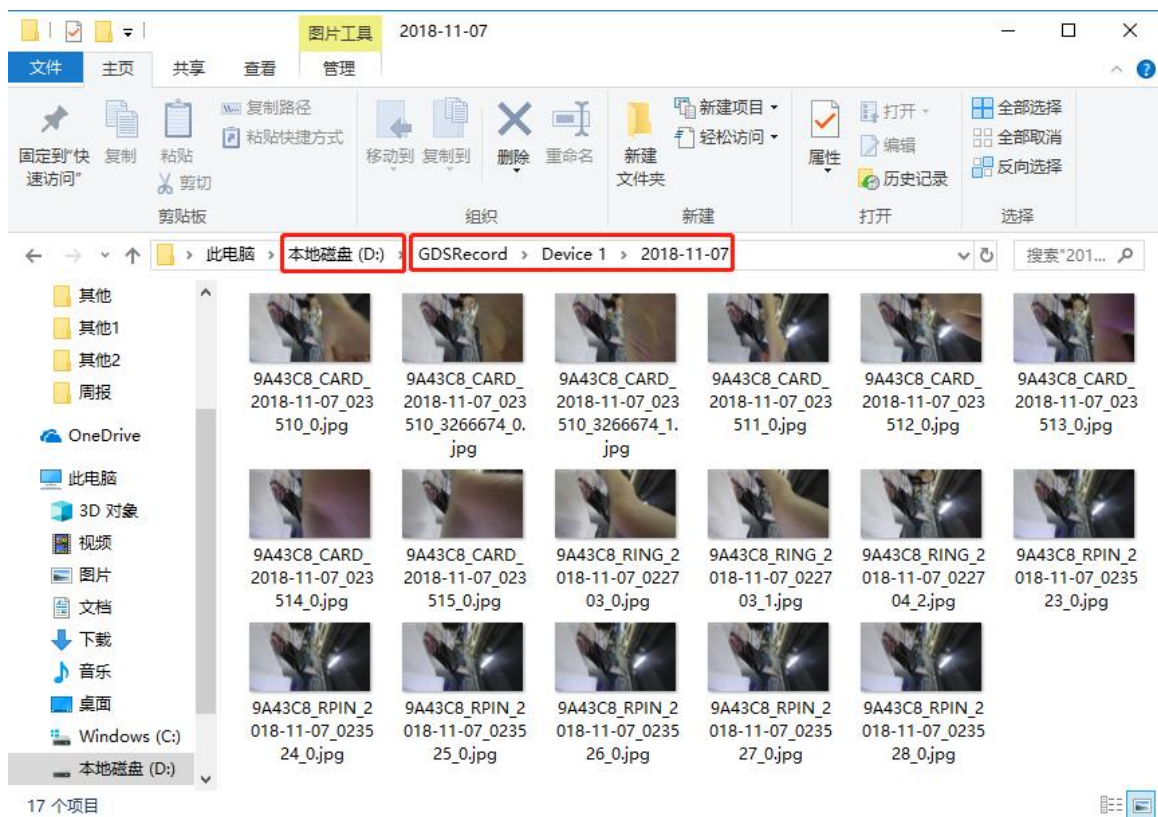 图片工具 2018-11-07
文件 主页 共享 查看 管理
固定到"快速访问"
复制
粘贴
复制路径
粘贴快捷方式
剪切
剪贴板
移动到 复制到 删除 重命名
组织
新建文件夹
新建项目
轻松访问
新建
属性
打开
编辑
历史记录
打开
全部选择
全部取消
反向选择
选择
此电脑 > 本地磁盘 (D:) > GDSRecord > Device 1 > 2018-11-07
搜索"201...
其他
其他1
其他2
周报
OneDrive
此电脑
3D 对象
视频
图片
文档
下载
音乐
桌面
Windows (C:)
本地磁盘 (D:)
9A43C8_CARD_
2018-11-07_023
510_0.jpg
9A43C8_CARD_
2018-11-07_023
510_3266674_0.
jpg
9A43C8_CARD_
2018-11-07_023
510_3266674_1.
jpg
9A43C8_CARD_
2018-11-07_023
511_0.jpg
9A43C8_CARD_
2018-11-07_023
512_0.jpg
9A43C8_CARD_
2018-11-07_023
513_0.jpg
9A43C8_CARD_
2018-11-07_023
514_0.jpg
9A43C8_CARD_
2018-11-07_023
515_0.jpg
9A43C8_RING_2
018-11-07_0227
03_0.jpg
9A43C8_RING_2
018-11-07_0227
03_1.jpg
9A43C8_RING_2
018-11-07_0227
04_2.jpg
9A43C8_RPIN_2
018-11-07_0235
23_0.jpg
9A43C8_RPIN_2
018-11-07_0235
24_0.jpg
9A43C8_RPIN_2
018-11-07_0235
25_0.jpg
9A43C8_RPIN_2
018-11-07_0235
26_0.jpg
9A43C8_RPIN_2
018-11-07_0235
27_0.jpg
9A43C8_RPIN_2
018-11-07_0235
28_0.jpg
17 个项目